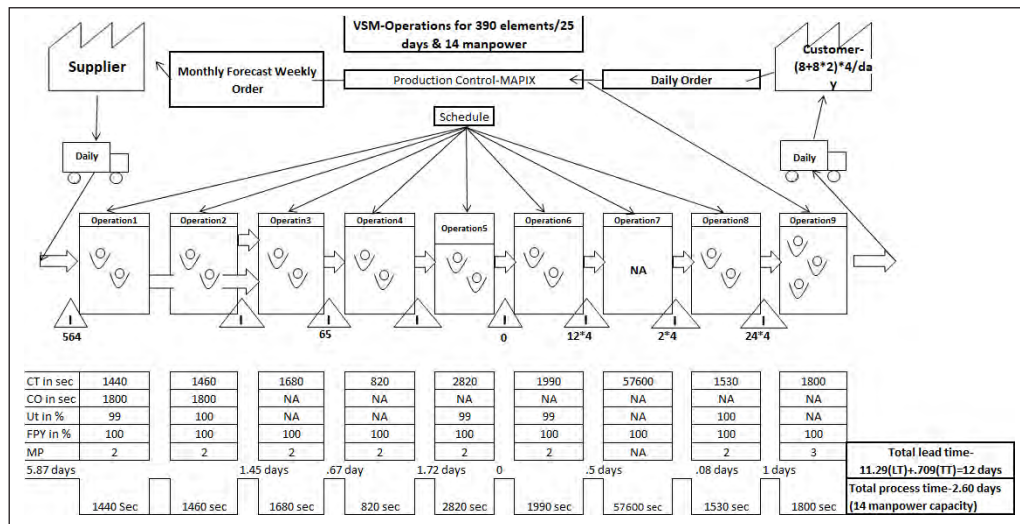 VSM-Operations for 390 elements/25
days & 14 manpower
Supplier
Monthly Forecast Weekly
Order
Production Control-MAPIX
Daily Order
Customer-
(8+8*2)*4/da
y
Schedule
Daily
Daily
Operation1
Operation2
Operatin3
Operation4
Operation5
Operation6
Operation7
Operation8
Operation9
NA
I
I
I
I
I
I
I
I
564
65
0
12*4
2*4
24*4
CT in sec 1440 1460 1680 820 2820 1990 57600 1530 1800
CO in sec 1800 1800 NA NA NA NA NA NA NA
Ut in % 99 100 NA NA 99 99 NA 100 NA
FPY in % 100 100 100 100 100 100 100 100 100
MP 2 2 2 2 2 2 NA 2 3
5.87 days 1.45 days .67 day 1.72 days 0 .5 days .08 days 1 days
1440 Sec 1460 sec 1680 sec 820 sec 2820 sec 1990 sec 57600 sec 1530 sec 1800 sec
Total lead time-
11.29(LT)+.709(TT)=12 days
Total process time-2.60 days
(14 manpower capacity)